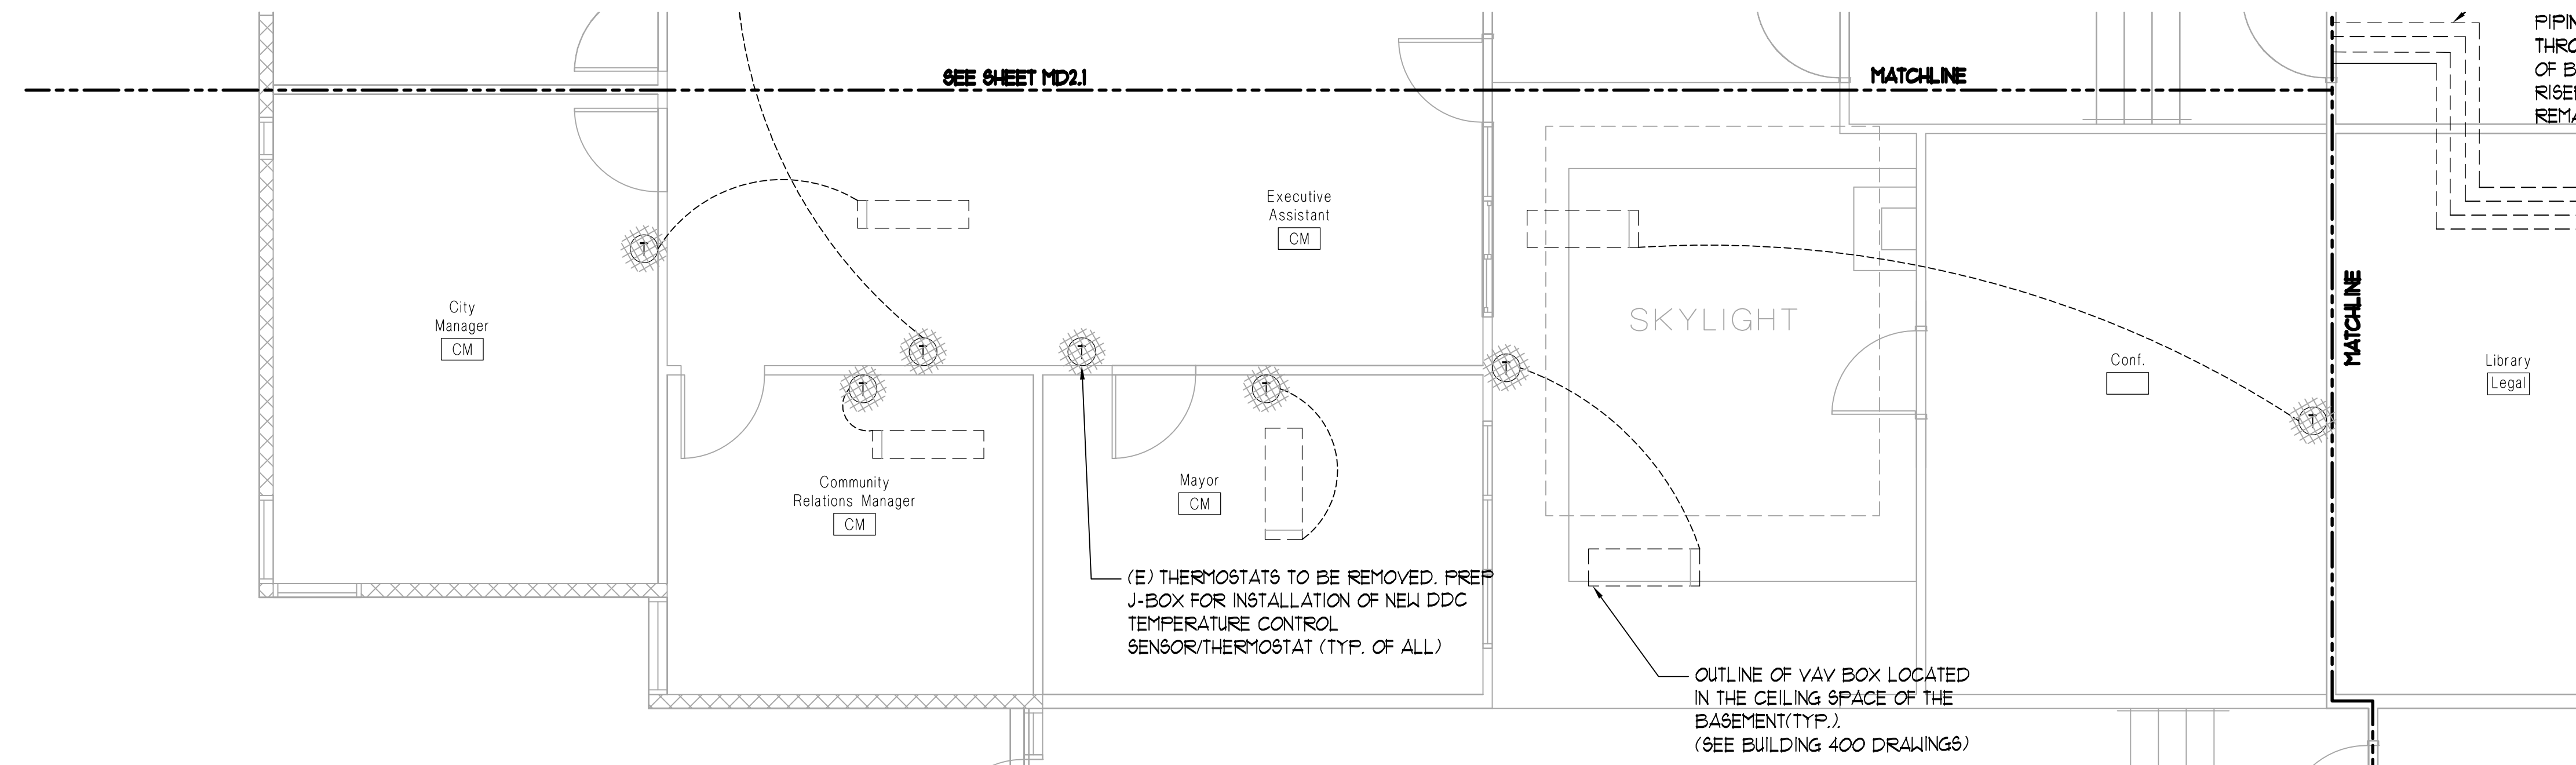 SEE SHEET MD2.1
MATCHLINE
Executive
Assistant
CM
City
Manager
CM
T
T
T
T
T
T
T
SKYLIGHT
Conf.
MATCHLINE
Library
Legal
Community
Relations Manager
CM
Mayor
CM
(E) THERMOSTATS TO BE REMOVED. PREP
J-BOX FOR INSTALLATION OF NEW DDC
TEMPERATURE CONTROL
SENSOR/THERMOSTAT (TYP. OF ALL)
OUTLINE OF VAV BOX LOCATED
IN THE CEILING SPACE OF THE
BASEMENT(TYP.).
(SEE BUILDING 400 DRAWINGS)
OF